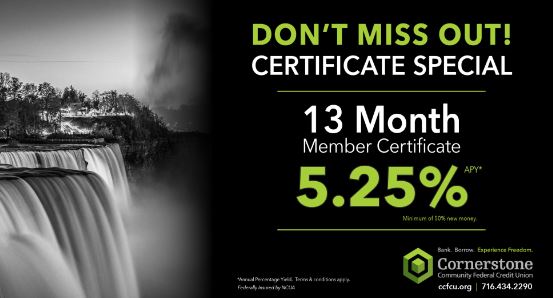 DON'T MISS OUT!
CERTIFICATE SPECIAL
13 Month
Member Certificate
5.25% APY*
Minimum of 50% new money.
Bank. Borrow. Experience Freedom.
Cornerstone
Community Federal Credit Union
ccfcu.org | 716.434.2290
*Annual Percentage Yield. Terms & conditions apply.
Federally Insured by NCUA